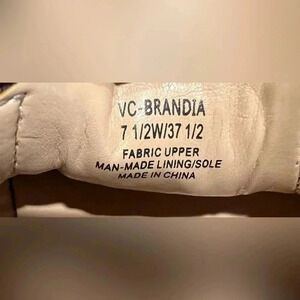 VC-BRANDIA
7 1/2W/37 1/2
FABRIC UPPER
MAN-MADE LINING/SOLE
MADE IN CHINA